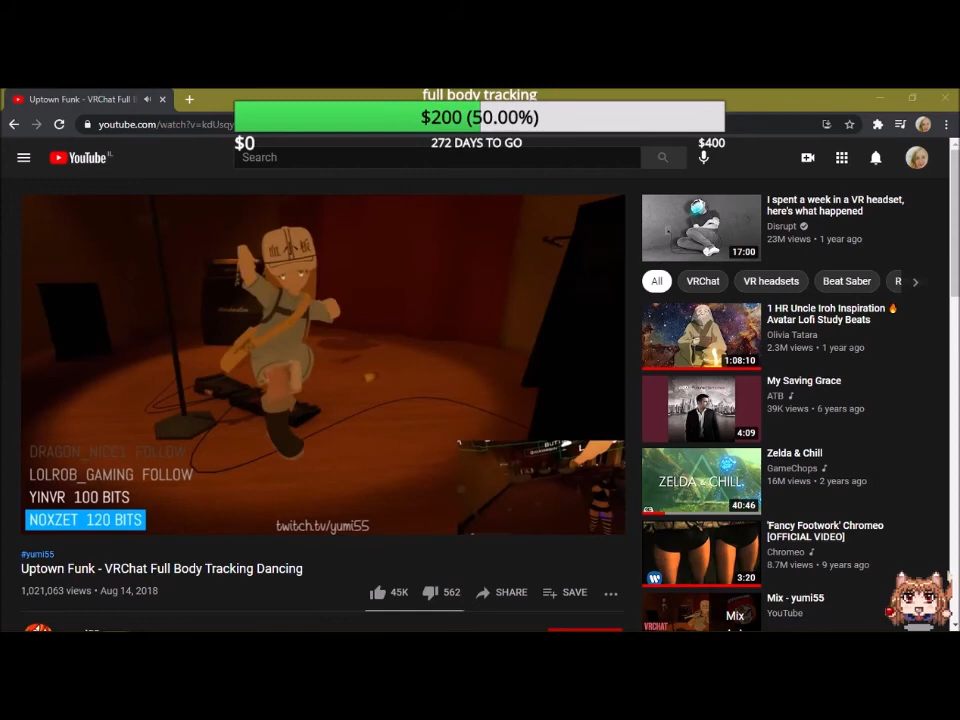 full body tracking
Uptown Funk - VRChat Full B
$200 (50.00%)
youtube.com/watch?v=kdUsqy
$0
272 DAYS TO GO
$400
YouTube IL
Search
I spent a week in a VR headset,
here's what happened
Disrupt
23M views • 1 year ago
17:00
All
VRChat
VR headsets
Beat Saber
R
1 HR Uncle Iroh Inspiration 🔥
Avatar Lofi Study Beats
Olivia Tatara
2.3M views • 1 year ago
1:08:10
My Saving Grace
ATB
39K views • 6 years ago
4:09
Zelda & Chill
GameChops
16M views • 2 years ago
ZELDA & CHILL
40:46
'Fancy Footwork' Chromeo
[OFFICIAL VIDEO]
Chromeo
8.7M views • 9 years ago
3:20
Mix - yumi55
YouTube
Mix
VRCHAT
DRAGON_NICE1 FOLLOW
LOLROB_GAMING FOLLOW
YINVR 100 BITS
NOXZET 120 BITS
twitch.tv/yumi55
#yumi55
Uptown Funk - VRChat Full Body Tracking Dancing
1,021,063 views • Aug 14, 2018
45K
562
SHARE
SAVE